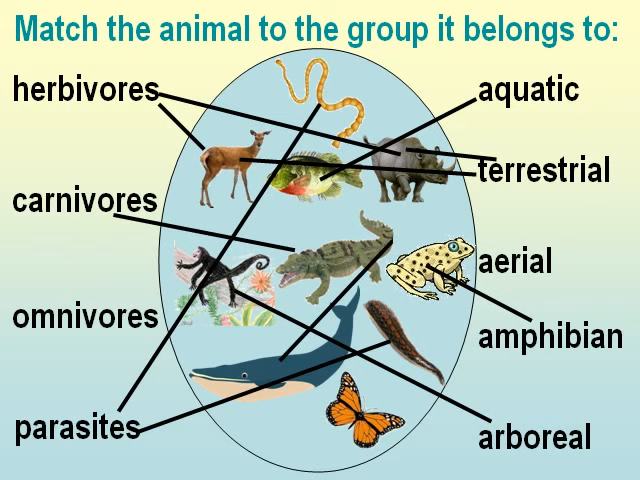 Match the animal to the group it belongs to:
herbivores
aquatic
terrestrial
carnivores
aerial
omnivores
amphibian
parasites
arboreal